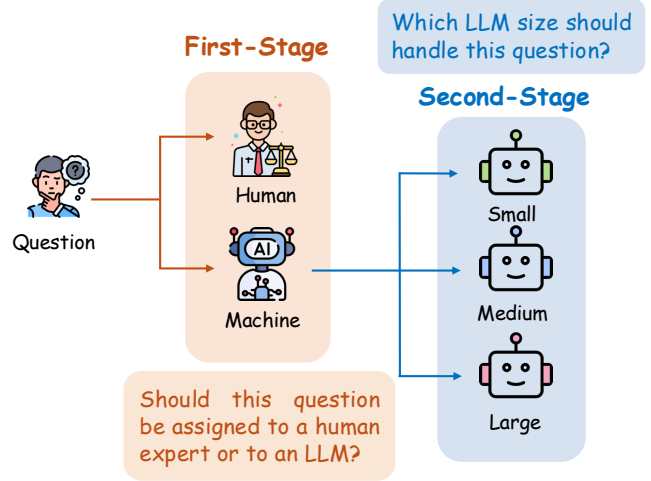 Which LLM size should
handle this question?
First-Stage
Second-Stage
?
Question
Human
AI
Machine
Small
Medium
Large
Should this question
be assigned to a human
expert or to an LLM?